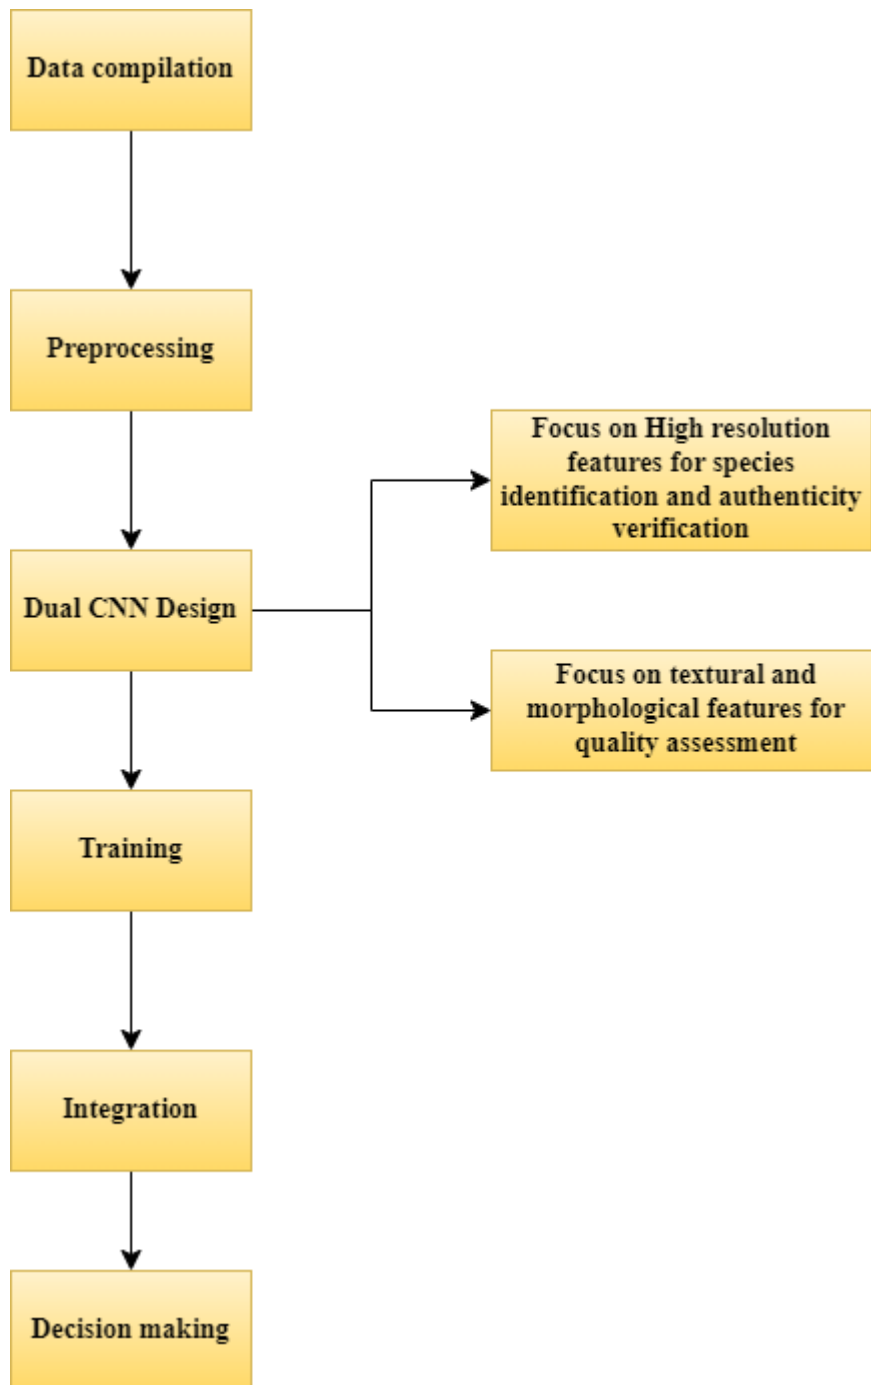 Data compilation
Preprocessing
Dual CNN Design
Focus on High resolution
features for species
identification and authenticity
verification
Focus on textural and
morphological features for
quality assessment
Training
Integration
Decision making